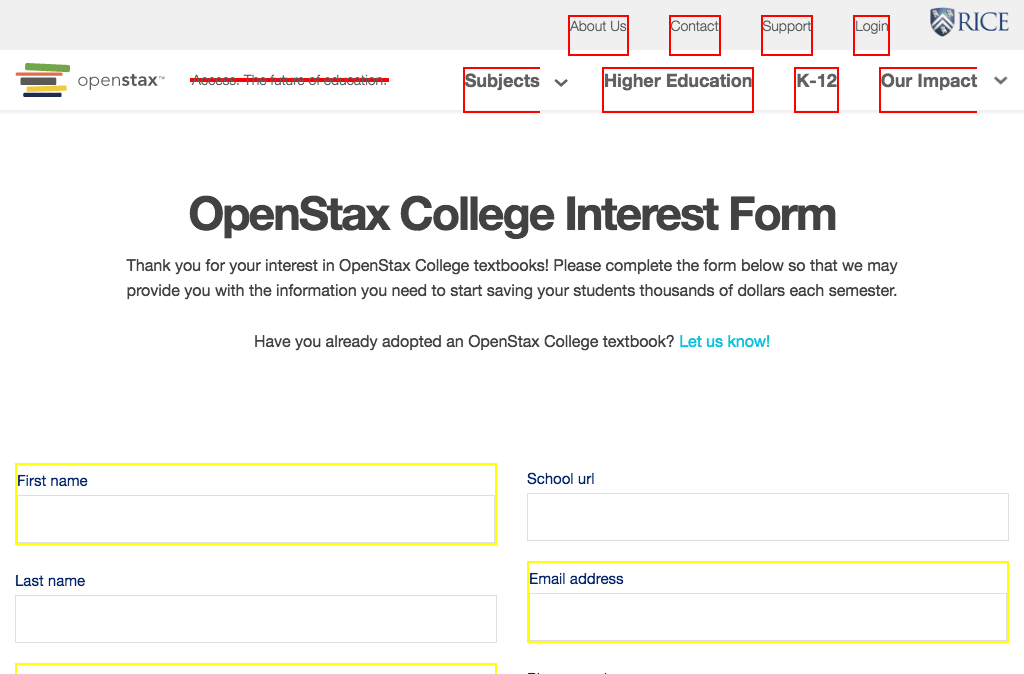 About Us Contact Support Login RICE
openstax™ Access. The future of education. Subjects Higher Education K-12 Our Impact
OpenStax College Interest Form
Thank you for your interest in OpenStax College textbooks! Please complete the form below so that we may
provide you with the information you need to start saving your students thousands of dollars each semester.
Have you already adopted an OpenStax College textbook? Let us know!
First name
School url
Last name
Email address